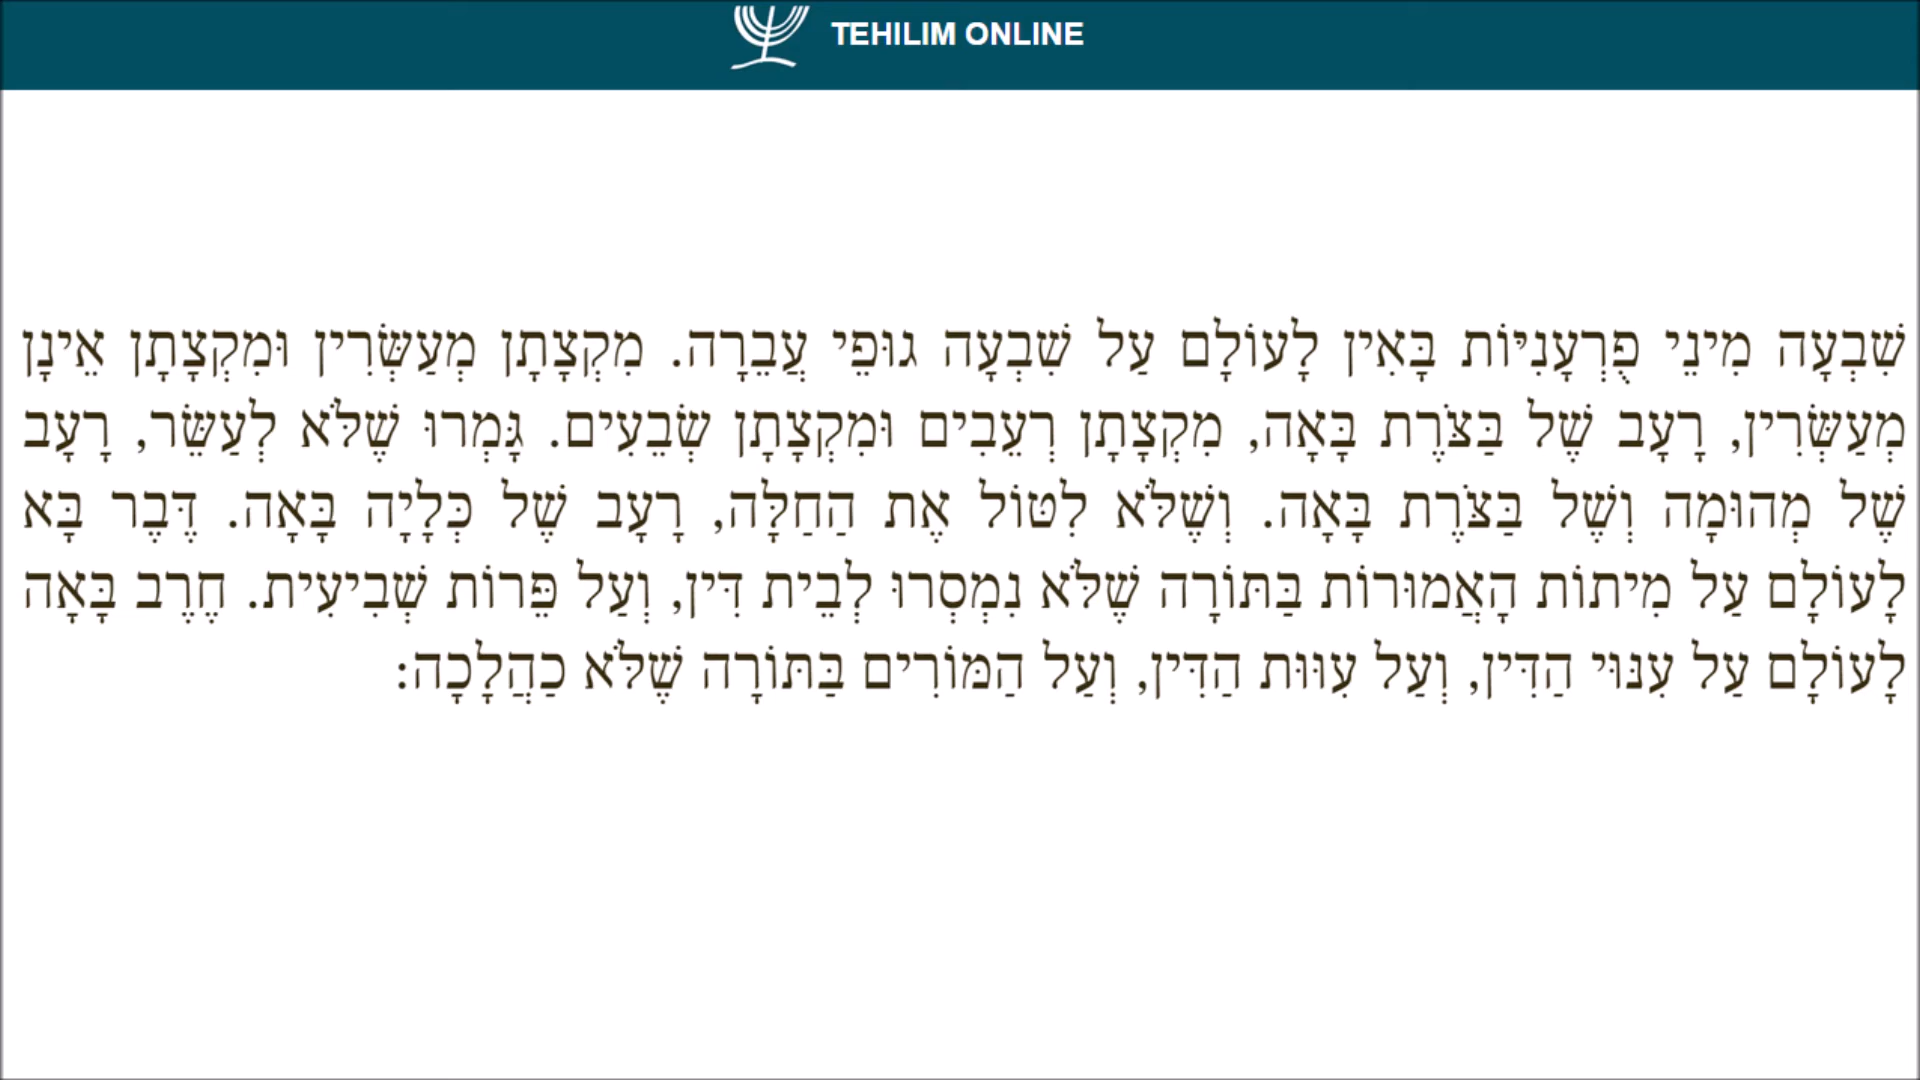 TEHILIM ONLINE
שִׁבְעָה מִינֵי פֻּרְעָנִיּוֹת בָּאִין לָעוֹלָם עַל שִׁבְעָה גוּפֵי עֲבֵרָה. מִקְצָתָן מְעַשְּׂרִין וּמִקְצָתָן אֵינָן
מְעַשְּׂרִין, רָעָב שֶׁל בַּצֹּרֶת בָּאָה, מִקְצָתָן רְעֵבִים וּמִקְצָתָן שְׂבֵעִים. גָּמְרוּ שֶׁלֹּא לְעַשֵּׂר, רָעָב
שֶׁל מְהוּמָה וְשֶׁל בַּצֹּרֶת בָּאָה. וְשֶׁלֹּא לִטּוֹל אֶת הַחַלָּה, רָעָב שֶׁל כְּלָיָה בָּאָה. דֶּבֶר בָּא
לָעוֹלָם עַל מִיתוֹת הָאֲמוּרוֹת בַּתּוֹרָה שֶׁלֹּא נִמְסְרוּ לְבֵית דִּין, וְעַל פֵּרוֹת שְׁבִיעִית. חֶרֶב בָּאָה
לָעוֹלָם עַל עִנּוּי הַדִּין, וְעַל עִוּוּת הַדִּין, וְעַל הַמּוֹרִים בַּתּוֹרָה שֶׁלֹּא כַהֲלָכָה: